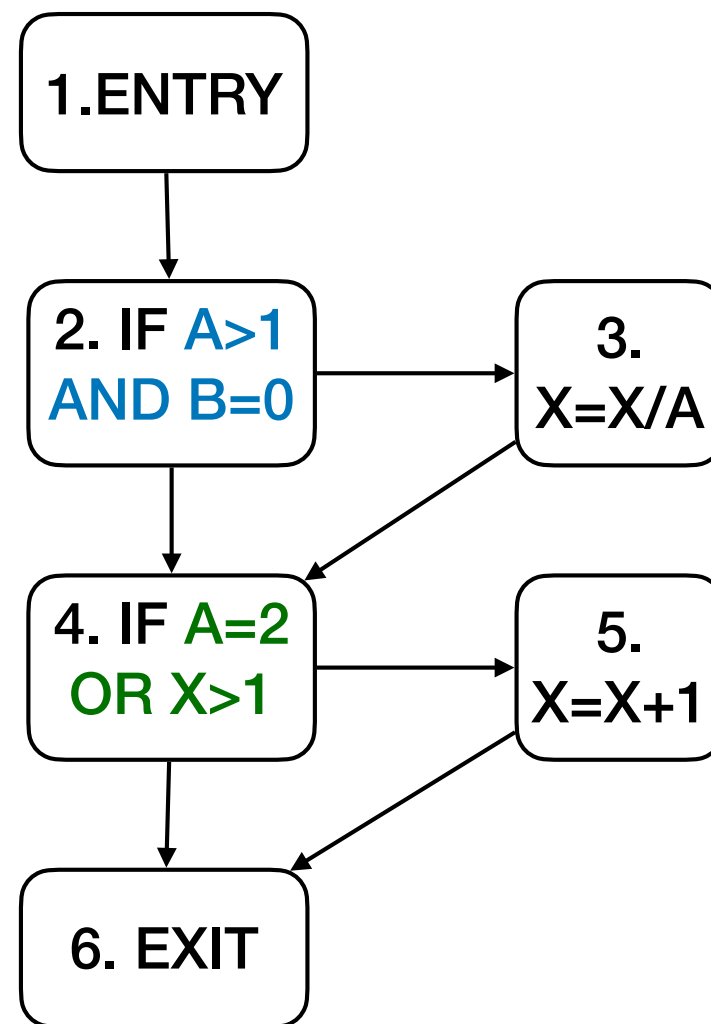 1.ENTRY
2. IF A>1
AND B=0
3.
X=X/A
4. IF A=2
OR X>1
5.
X=X+1
6. EXIT